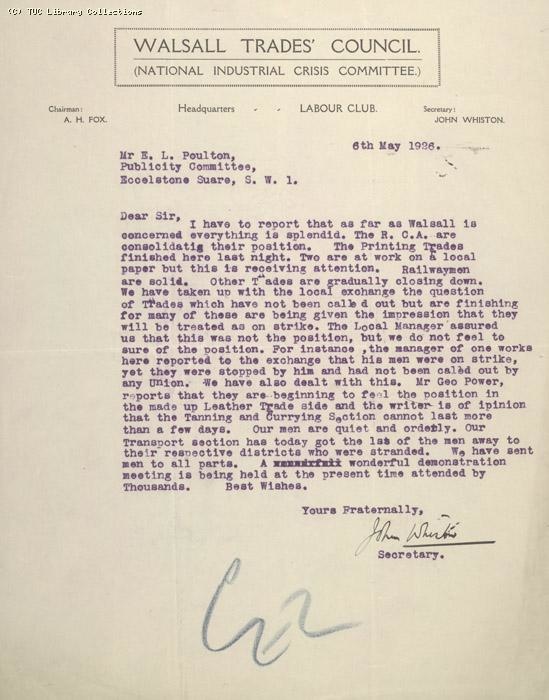 (C) TUC Library Collections
WALSALL TRADES' COUNCIL.
(NATIONAL INDUSTRIAL CRISIS COMMITTEE.)
Chairman: Headquarters - - LABOUR CLUB. Secretary:
A. H. FOX. JOHN WHISTON.
6th May 1926.
Mr E. L. Poulton,
Publicity Committee,
Eccelstone Suare, S. W. 1.
Dear Sir,
I have to report that as far as Walsall is
concerned everything is splendid. The R. C.A. are
consolidatig their position. The Printing Trades
finished here last night. Two are at work on a local
paper but this is receiving attention. Railwaymen
are solid. Other Trades are gradually closing down.
We have taken up with the local exchange the question
of Trades which have not been called out but are finishing
for many of these are being given the impression that they
will be treated as on strike. The Local Manager assured
us that this was not the position, but we do not feel to
sure of the position. For instance ,the manager of one works
here reported to the exchange that his men were on strike,
yet they were stopped by him and had not been caled out by
any Union. We have also dealt with this. Mr Geo Power,
reports that they are beginning to feel the position in
the made up Leather Trade side and the writer is of ipinion
that the Tanning and Currying Section cannot last more
than a few days. Our men are quiet and orderly. Our
Transport section has today got the last of the men away to
their respective districts who were stranded. We have sent
men to all parts. A wonderful demonstration
meeting is being held at the present time attended by
Thousands. Best Wishes.
Yours Fraternally,
John Whiston
Secretary.